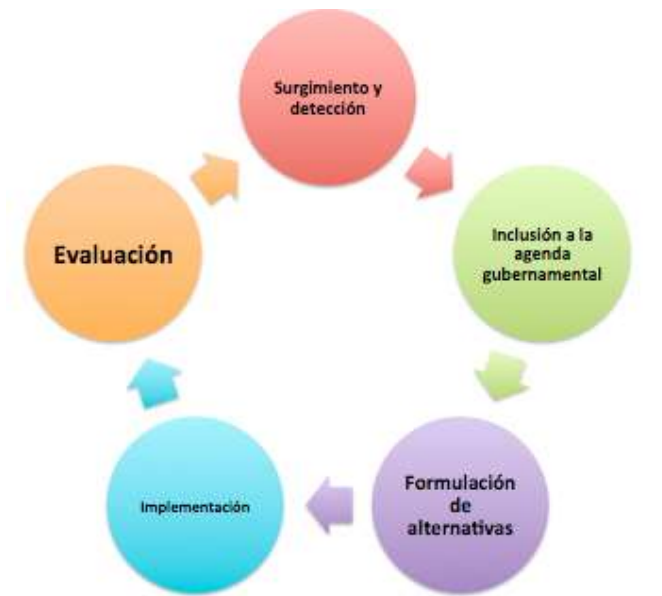 Surgimiento y
detección
Inclusión a la
agenda
gubernamental
Formulación
de
alternativas
Implementación
Evaluación